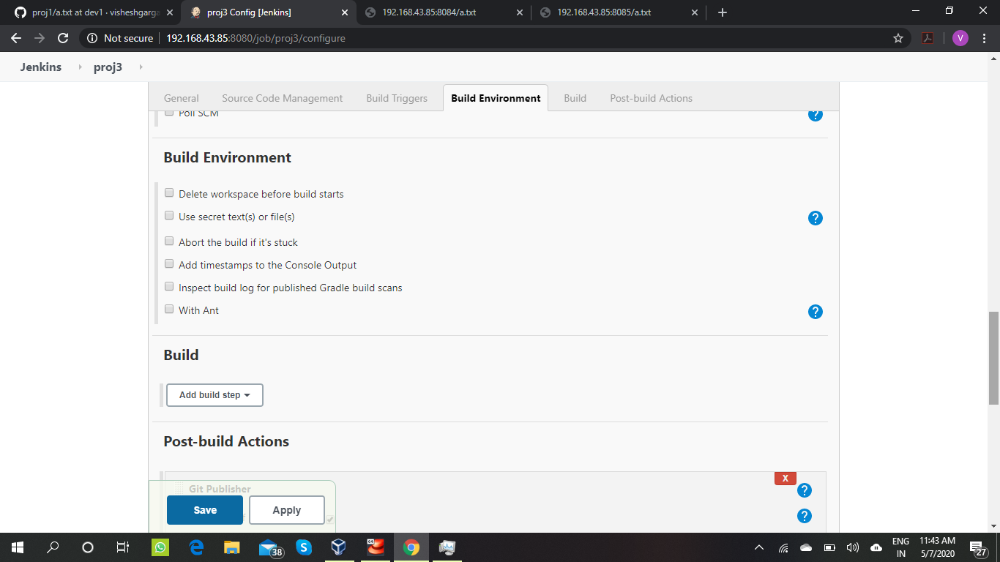 proj1/a.txt at dev1 · visheshgarga
proj3 Config [Jenkins]
192.168.43.85:8084/a.txt
192.168.43.85:8085/a.txt
Not secure
192.168.43.85:8080/job/proj3/configure
V
Jenkins
proj3
General
Source Code Management
Build Triggers
Build Environment
Build
Post-build Actions
Poll SCM
?
Build Environment
Delete workspace before build starts
Use secret text(s) or file(s)
?
Abort the build if it's stuck
Add timestamps to the Console Output
Inspect build log for published Gradle build scans
With Ant
?
Build
Add build step
Post-build Actions
X
Git Publisher
?
Save
Apply
?
38
ENG
IN
11:43 AM
5/7/2020
27